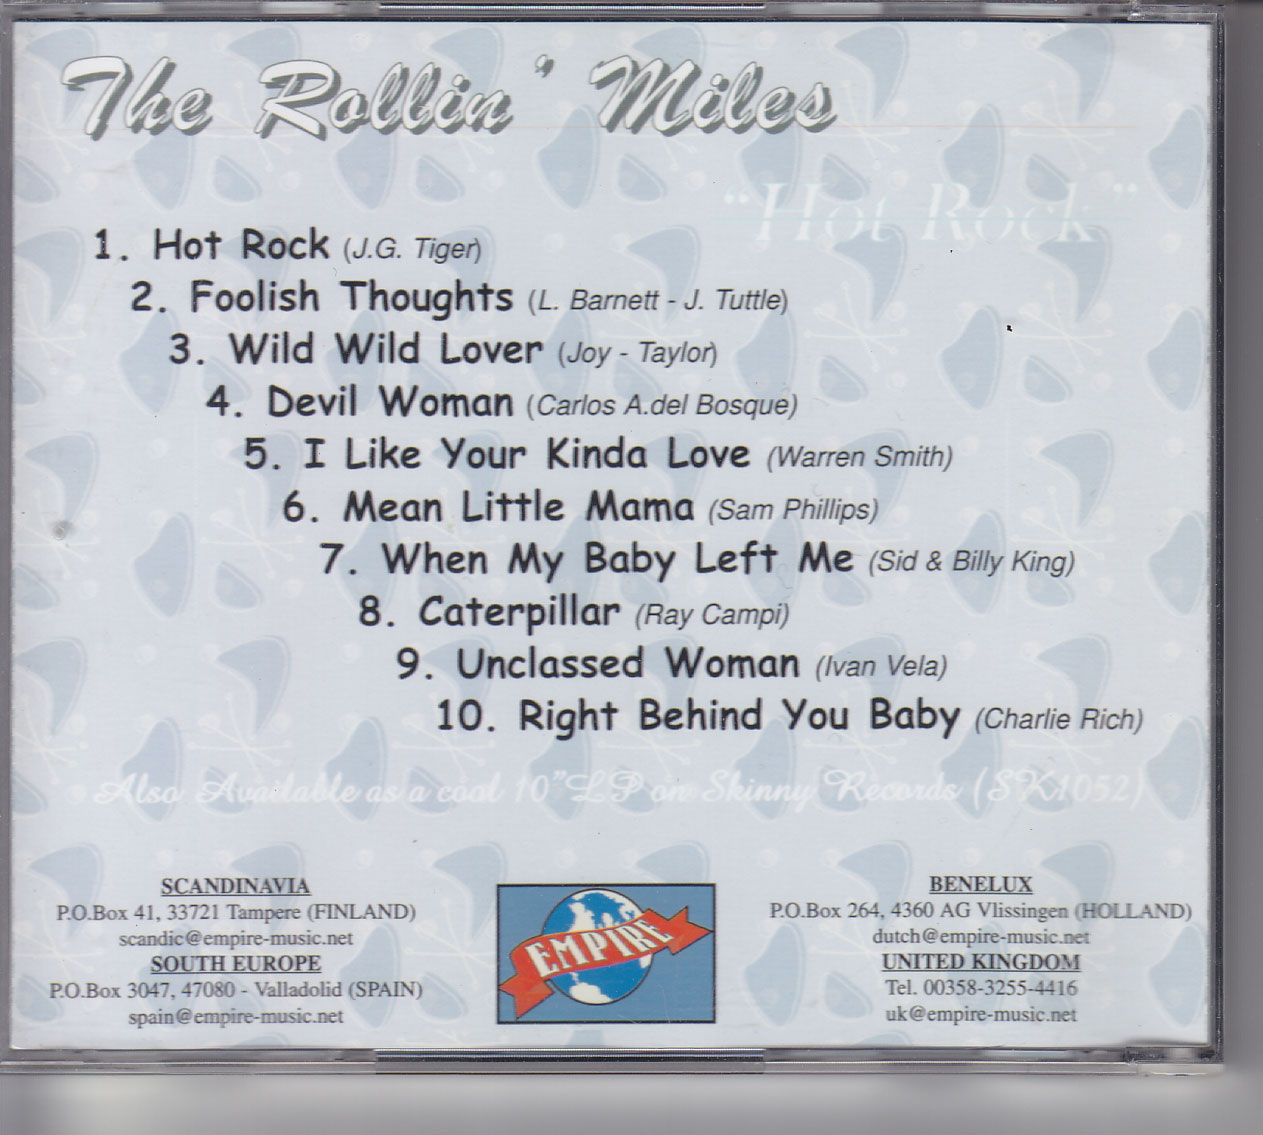 The Rollin' Miles
"Hot Rock"
1. Hot Rock (J.G. Tiger)
2. Foolish Thoughts (L. Barnett - J. Tuttle)
3. Wild Wild Lover (Joy - Taylor)
4. Devil Woman (Carlos A.del Bosque)
5. I Like Your Kinda Love (Warren Smith)
6. Mean Little Mama (Sam Phillips)
7. When My Baby Left Me (Sid & Billy King)
8. Caterpillar (Ray Campi)
9. Unclassed Woman (Ivan Vela)
10. Right Behind You Baby (Charlie Rich)
Also Available as a cool 10" LP on Skinny Records (SK1052)
SCANDINAVIA
P.O.Box 41, 33721 Tampere (FINLAND)
scandic@empire-music.net
SOUTH EUROPE
P.O.Box 3047, 47080 - Valladolid (SPAIN)
spain@empire-music.net
EMPIRE
BENELUX
P.O.Box 264, 4360 AG Vlissingen (HOLLAND)
dutch@empire-music.net
UNITED KINGDOM
Tel. 00358-3255-4416
uk@empire-music.net